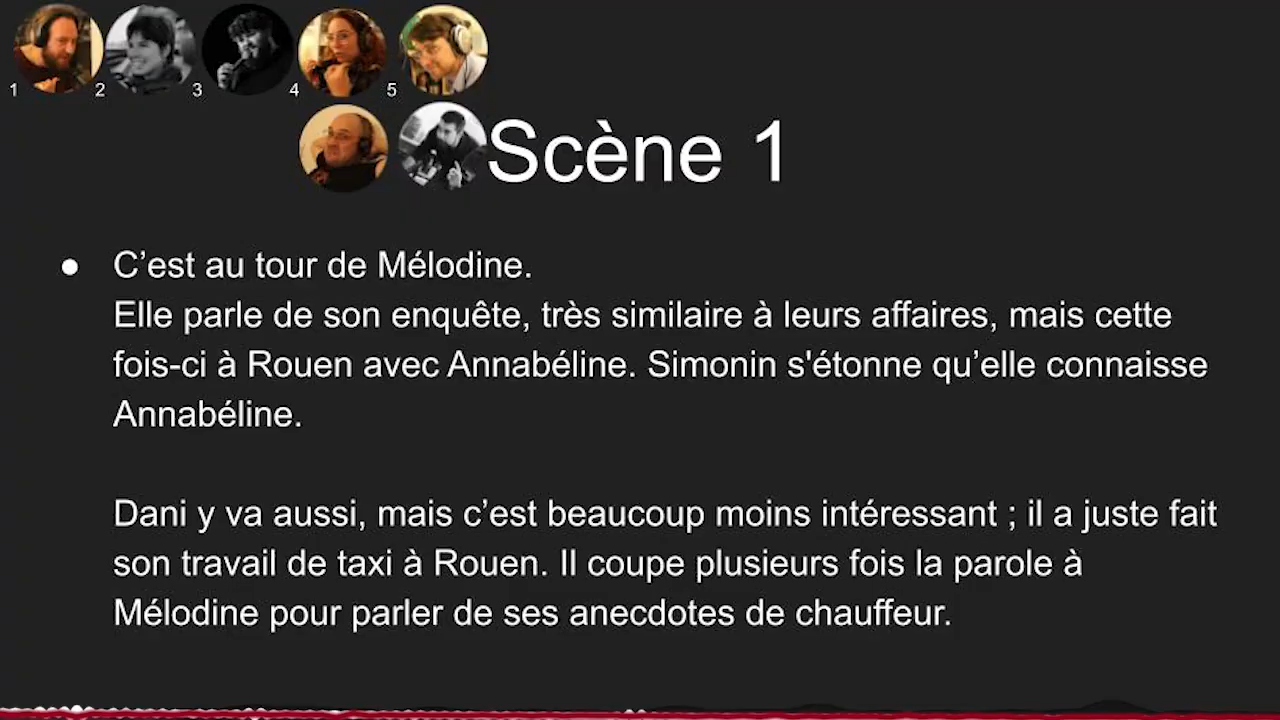 1 2 3 4 5
Scène 1
● C’est au tour de Mélodine.
Elle parle de son enquête, très similaire à leurs affaires, mais cette
fois-ci à Rouen avec Annabéline. Simonin s'étonne qu’elle connaisse
Annabéline.
Dani y va aussi, mais c’est beaucoup moins intéressant ; il a juste fait
son travail de taxi à Rouen. Il coupe plusieurs fois la parole à
Mélodine pour parler de ses anecdotes de chauffeur.